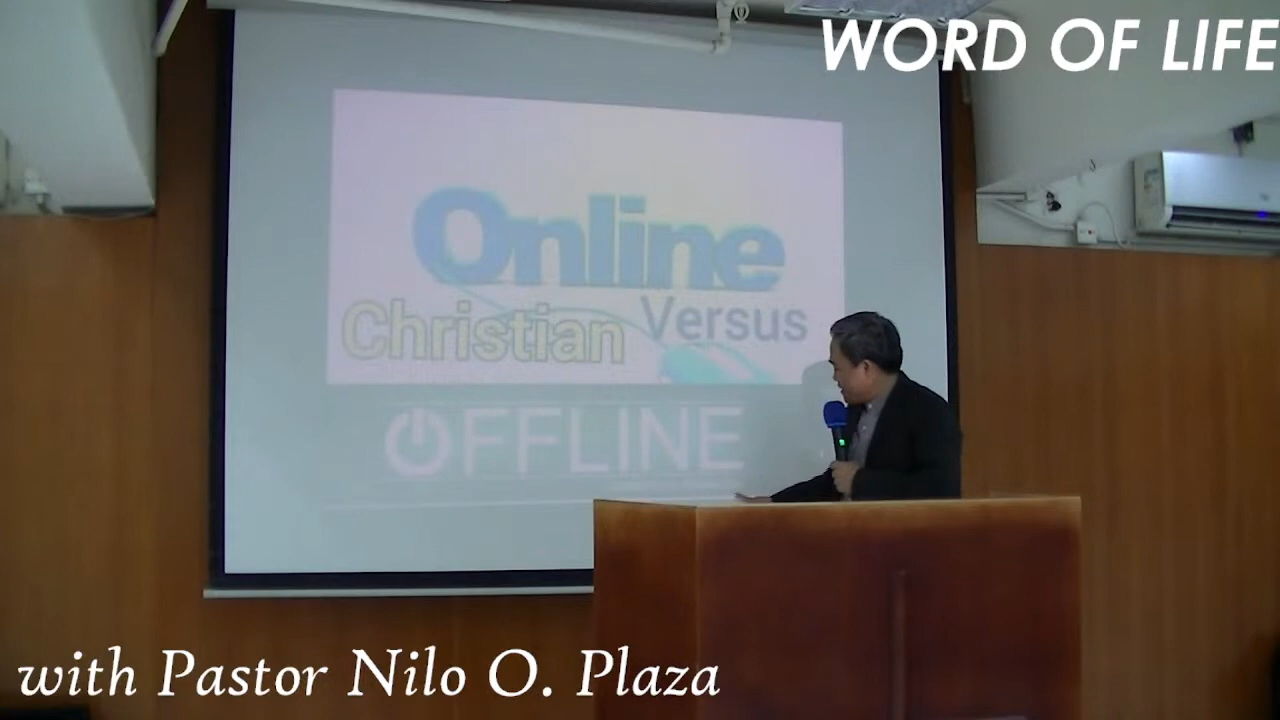 WORD OF LIFE
Online
Christian Versus
OFFLINE
with Pastor Nilo O. Plaza